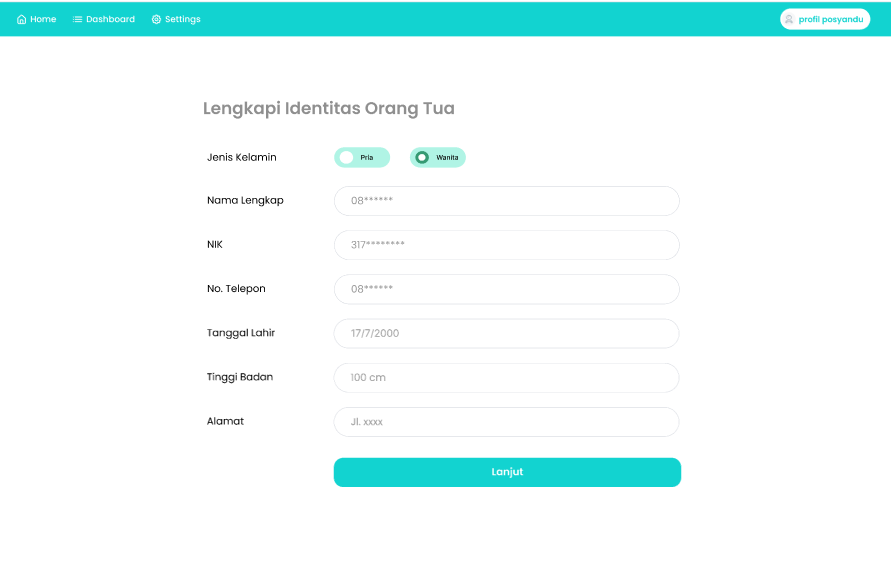 Home Dashboard Settings profil posyandu
Lengkapi Identitas Orang Tua
Jenis Kelamin Pria Wanita
Nama Lengkap 08******
NIK 317********
No. Telepon 08******
Tanggal Lahir 17/7/2000
Tinggi Badan 100 cm
Alamat Jl. xxxx
Lanjut